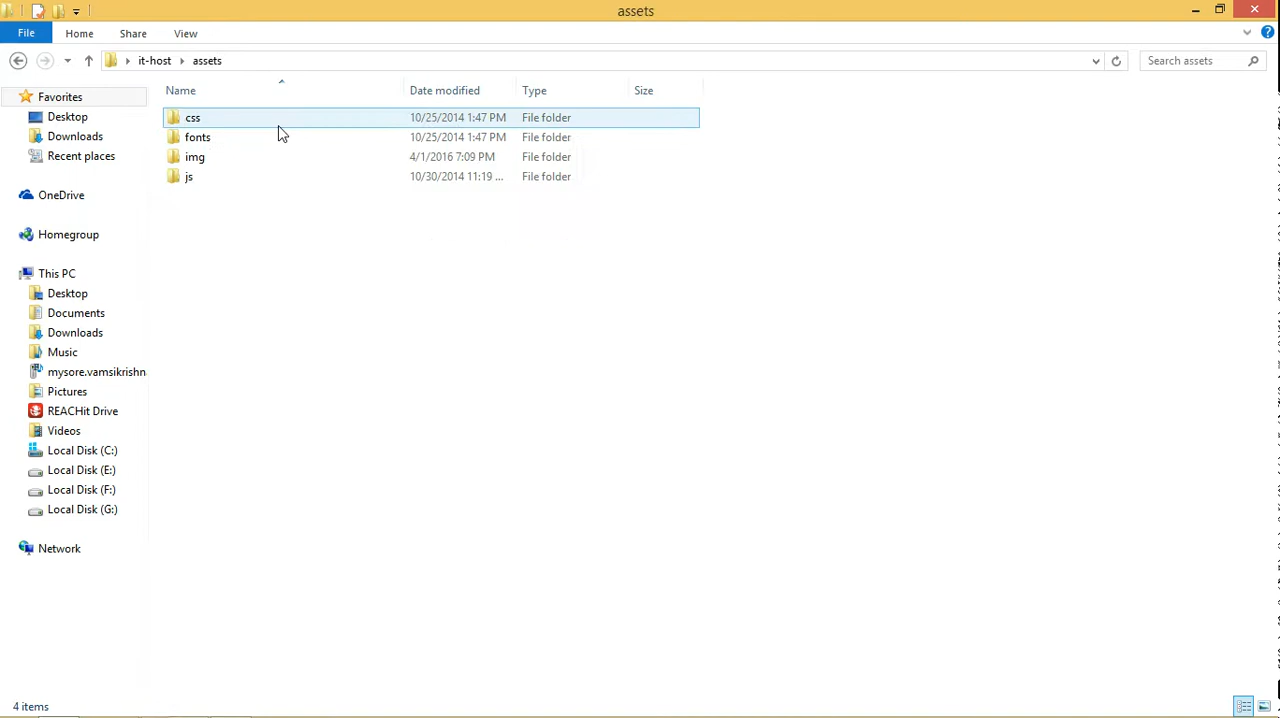 assets
File Home Share View
it-host assets Search assets
Name Date modified Type Size
Favorites
css 10/25/2014 1:47 PM File folder
Desktop
fonts 10/25/2014 1:47 PM File folder
Downloads
img 4/1/2016 7:09 PM File folder
Recent places
js 10/30/2014 11:19 ... File folder
OneDrive
Homegroup
This PC
Desktop
Documents
Downloads
Music
mysore.vamsikrishn
Pictures
REACHit Drive
Videos
Local Disk (C:)
Local Disk (E:)
Local Disk (F:)
Local Disk (G:)
Network
4 items